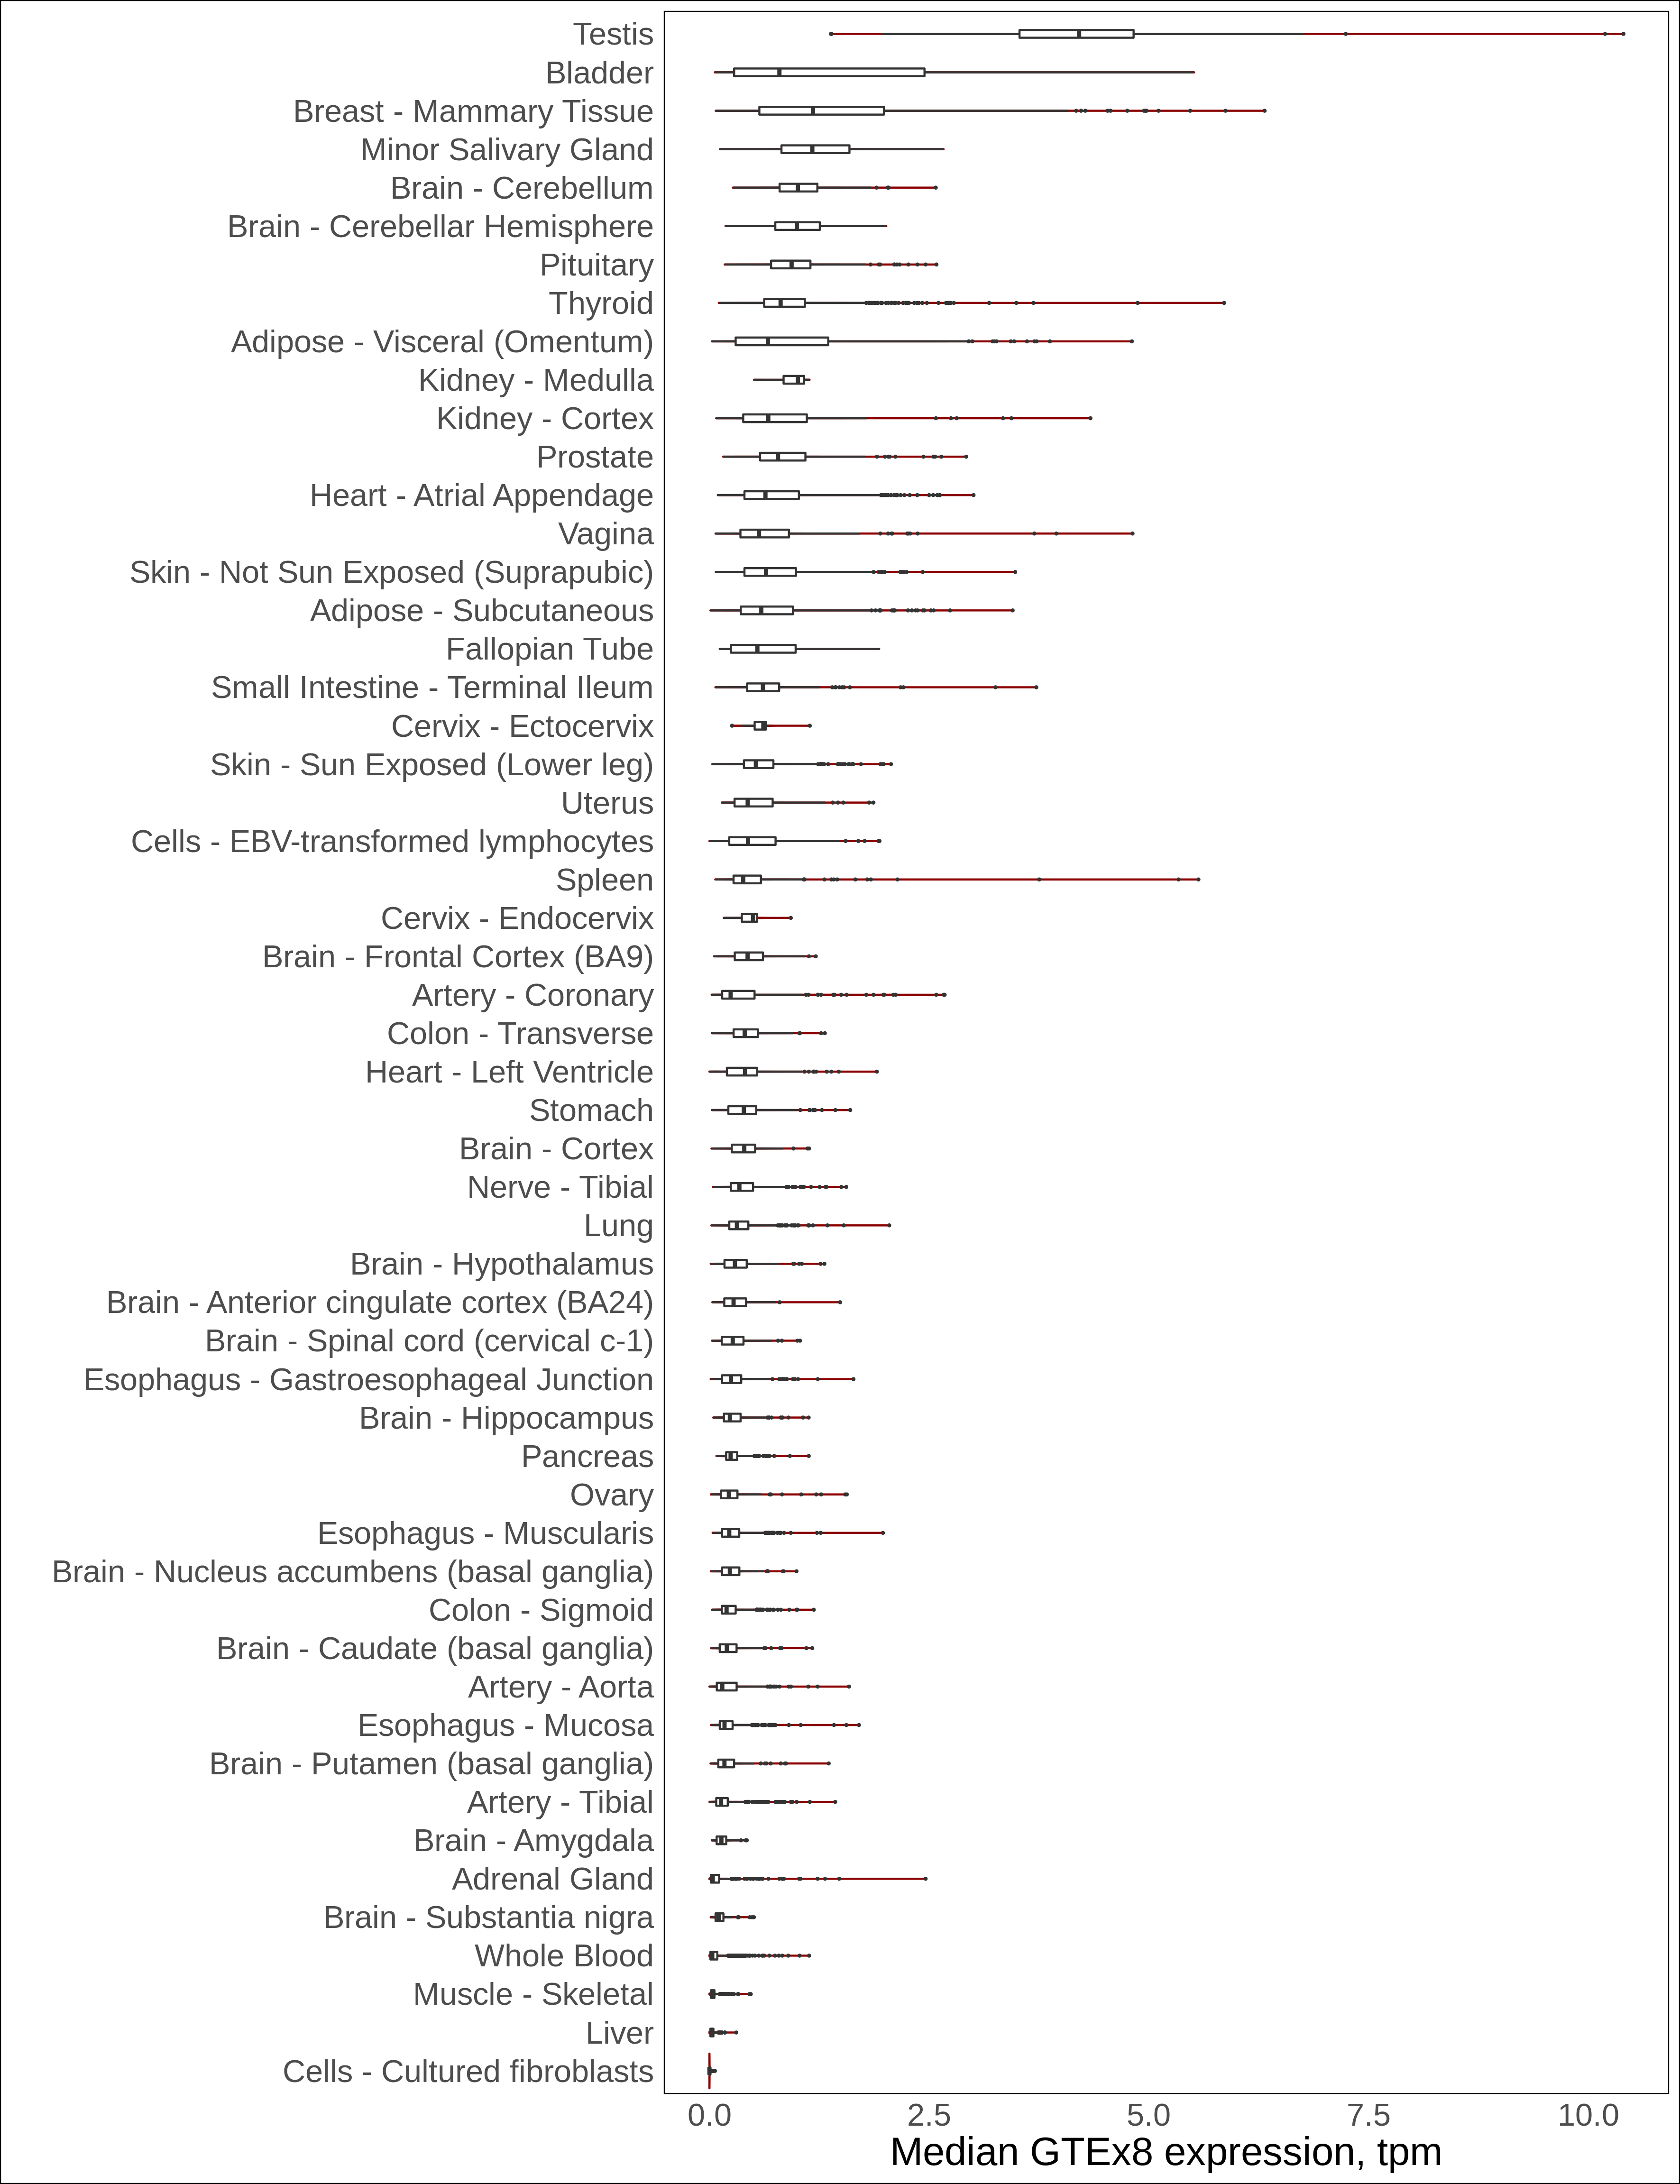 Testis
Bladder
Breast - Mammary Tissue
Minor Salivary Gland
Brain - Cerebellum
Brain - Cerebellar Hemisphere
Pituitary
Thyroid
Adipose - Visceral (Omentum)
Kidney - Medulla
Kidney - Cortex
Prostate
Heart - Atrial Appendage
Vagina
Skin - Not Sun Exposed (Suprapubic)
Adipose - Subcutaneous
Fallopian Tube
Small Intestine - Terminal Ileum
Cervix - Ectocervix
Skin - Sun Exposed (Lower leg)
Uterus
Cells - EBV-transformed lymphocytes
Spleen
Cervix - Endocervix
Brain - Frontal Cortex (BA9)
Artery - Coronary
Colon - Transverse
Heart - Left Ventricle
Stomach
Brain - Cortex
Nerve - Tibial
Lung
Brain - Hypothalamus
Brain - Anterior cingulate cortex (BA24)
Brain - Spinal cord (cervical c-1)
Esophagus - Gastroesophageal Junction
Brain - Hippocampus
Pancreas
Ovary
Esophagus - Muscularis
Brain - Nucleus accumbens (basal ganglia)
Colon - Sigmoid
Brain - Caudate (basal ganglia)
Artery - Aorta
Esophagus - Mucosa
Brain - Putamen (basal ganglia)
Artery - Tibial
Brain - Amygdala
Adrenal Gland
Brain - Substantia nigra
Whole Blood
Muscle - Skeletal
Liver
Cells - Cultured fibroblasts
0.0 2.5 5.0 7.5 10.0
Median GTEx8 expression, tpm